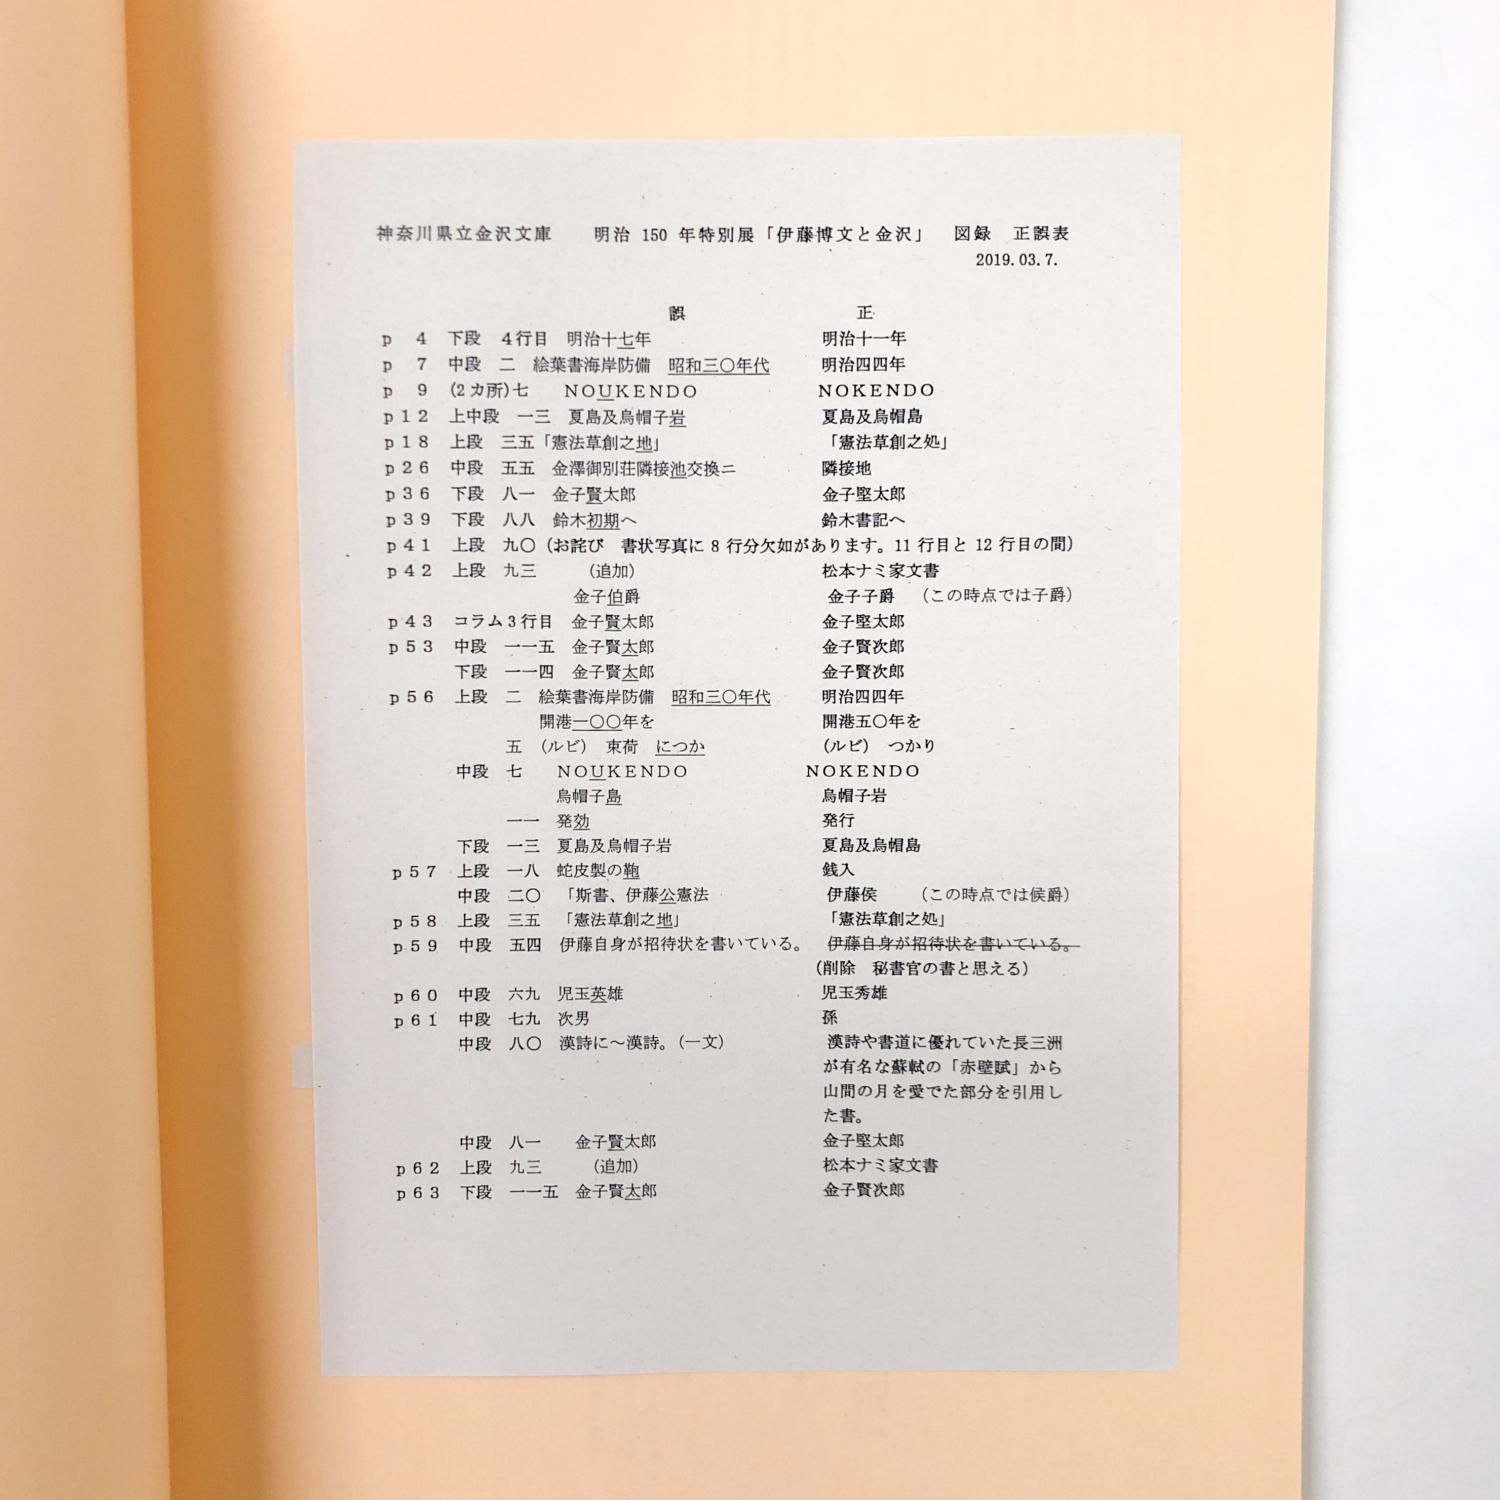 神奈川県立金沢文庫　明治 150 年特別展「伊藤博文と金沢」　図録　正誤表
2019.03.7.
誤　正
p 4　下段　4行目　明治十七年　明治十一年
p 7　中段　二　絵葉書海岸防備　昭和三〇年代　明治四四年
p 9　(2カ所)七　NOUKENDO　NOKENDO
p12　上中段　一三　夏島及烏帽子岩　夏島及烏帽島
p18　上段　三五「憲法草創之地」　「憲法草創之処」
p26　中段　五五　金澤御別荘隣接池交換ニ　隣接地
p36　下段　八一　金子賢太郎　金子堅太郎
p39　下段　八八　鈴木初期へ　鈴木書記へ
p41　上段　九〇（お詫び　書状写真に 8 行分欠如があります。11 行目と 12 行目の間）
p42　上段　九三　（追加）　松本ナミ家文書
金子伯爵　金子子爵　（この時点では子爵）
p43　コラム3行目　金子賢太郎　金子堅太郎
p53　中段　一一五　金子賢太郎　金子賢次郎
下段　一一四　金子賢太郎　金子賢次郎
p56　上段　二　絵葉書海岸防備　昭和三〇年代　明治四四年
開港一〇〇年を　開港五〇年を
五　（ルビ）　束荷　につか　（ルビ）　つかり
中段　七　NOUKENDO　NOKENDO
烏帽子島　烏帽子岩
一一　発効　発行
下段　一三　夏島及烏帽子岩　夏島及烏帽島
p57　上段　一八　蛇皮製の鞄　銭入
中段　二〇　「斯書、伊藤公憲法　伊藤侯　（この時点では侯爵）
p58　上段　三五　「憲法草創之地」　「憲法草創之処」
p59　中段　五四　伊藤自身が招待状を書いている。　伊藤自身が招待状を書いている。
（削除　秘書官の書と思える）
p60　中段　六九　児玉英雄　児玉秀雄
p61　中段　七九　次男　孫
中段　八〇　漢詩に〜漢詩。（一文）　漢詩や書道に優れていた長三洲
が有名な蘇軾の「赤壁賦」から
山間の月を愛でた部分を引用し
た書。
中段　八一　金子賢太郎　金子堅太郎
p62　上段　九三　（追加）　松本ナミ家文書
p63　下段　一一五　金子賢太郎　金子賢次郎